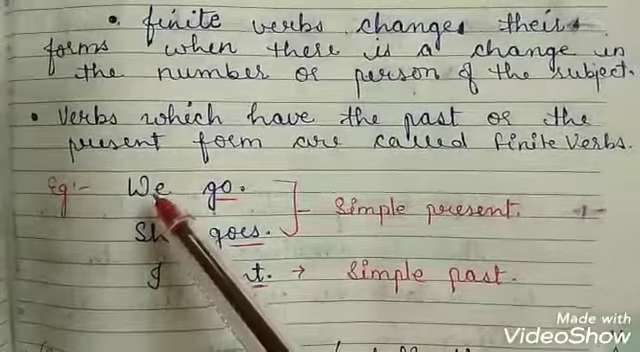 • finite verbs changes their
forms when there is a change in
the number or person of the subject.
• Verbs which have the past or the
present form are called finite verbs.
Eg:- We go.
Simple present.
Sh goes.
I t. → Simple past.
Made with
VideoShow